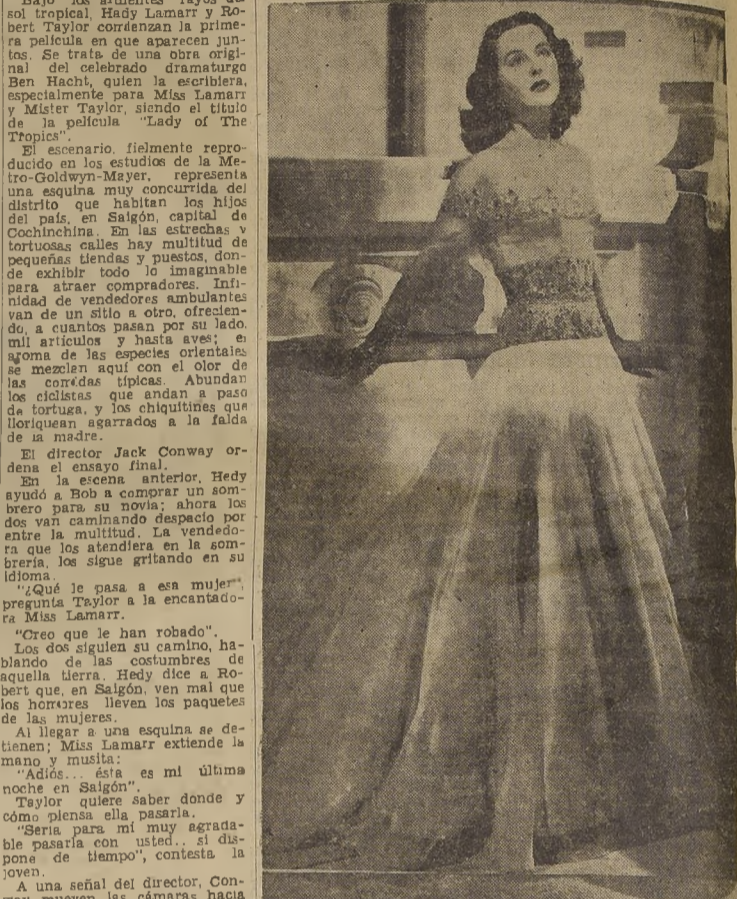 Bajo los ardientes rayos del
sol tropical, Hady Lamarr y Ro-
bert Taylor comienzan la prime-
ra película en que aparecen jun-
tos. Se trata de una obra origi-
nal del celebrado dramaturgo
Ben Hacht, quien la escribiera,
especialmente para Miss Lamarr
y Mister Taylor, siendo el título
de la película "Lady of The
Tropics".
El escenario, fielmente repro-
ducido en los estudios de la Me-
tro-Goldwyn-Mayer, representa
una esquina muy concurrida del
distrito que habitan los hijos
del país, en Saigón, capital de
Cochinchina. En las estrechas y
tortuosas calles hay multitud de
pequeñas tiendas y puestos, don-
de exhibir todo lo imaginable
para atraer compradores. Infi-
nidad de vendedores ambulantes
van de un sitio a otro, ofrecien-
do, a cuantos pasan por su lado,
mil artículos y hasta aves; el
aroma de las especies orientales
se mezclan aquí con el olor de
las comidas típicas. Abundan
los ciclistas que andan a paso
de tortuga, y los chiquitines que
lloriquean agarrados a la falda
de la madre.
El director Jack Conway or-
dena el ensayo final.
En la escena anterior, Hedy
ayudó a Bob a comprar un som-
brero para su novia; ahora los
dos van caminando despacio por
entre la multitud. La vendedo-
ra que los atendiera en la som-
brería, los sigue gritando en su
idioma.
"¿Qué le pasa a esa mujer",
pregunta Taylor a la encantado-
ra Miss Lamarr.
"Creo que le han robado".
Los dos siguien su camino, ha-
blando de las costumbres de
aquella tierra. Hedy dice a Ro-
bert que, en Saigón, ven mal que
los hombres lleven los paquetes
de las mujeres.
Al llegar a una esquina se de-
tienen; Miss Lamarr extiende la
mano y musita:
"Adiós... ésta es mi última
noche en Saigón".
Taylor quiere saber donde y
cómo piensa ella pasarla.
"Sería para mí muy agrada-
ble pasarla con usted.. si dis-
pone de tiempo", contesta la
joven.
A una señal del director, Con-
way mueven las cámaras hacia